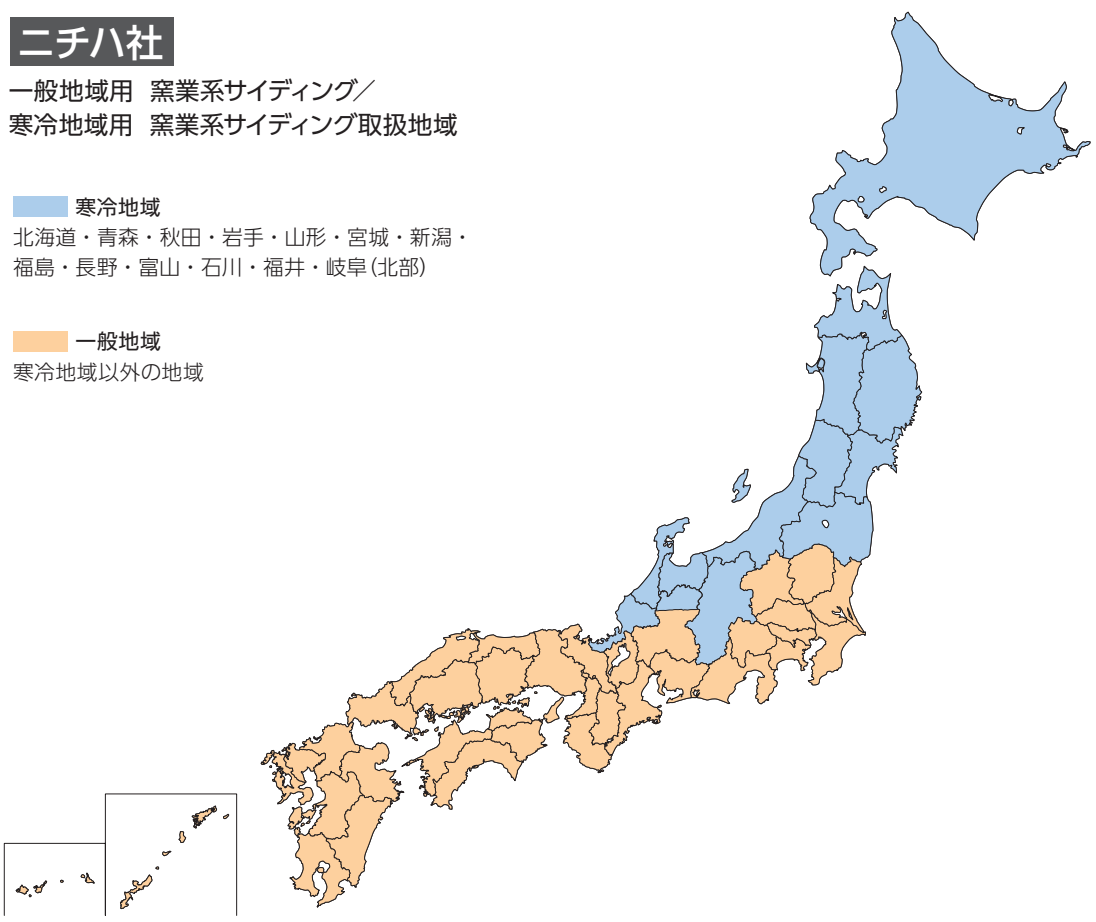 ニチハ社
一般地域用 窯業系サイディング／
寒冷地域用 窯業系サイディング取扱地域
寒冷地域
北海道・青森・秋田・岩手・山形・宮城・新潟・
福島・長野・富山・石川・福井・岐阜(北部)
一般地域
寒冷地域以外の地域